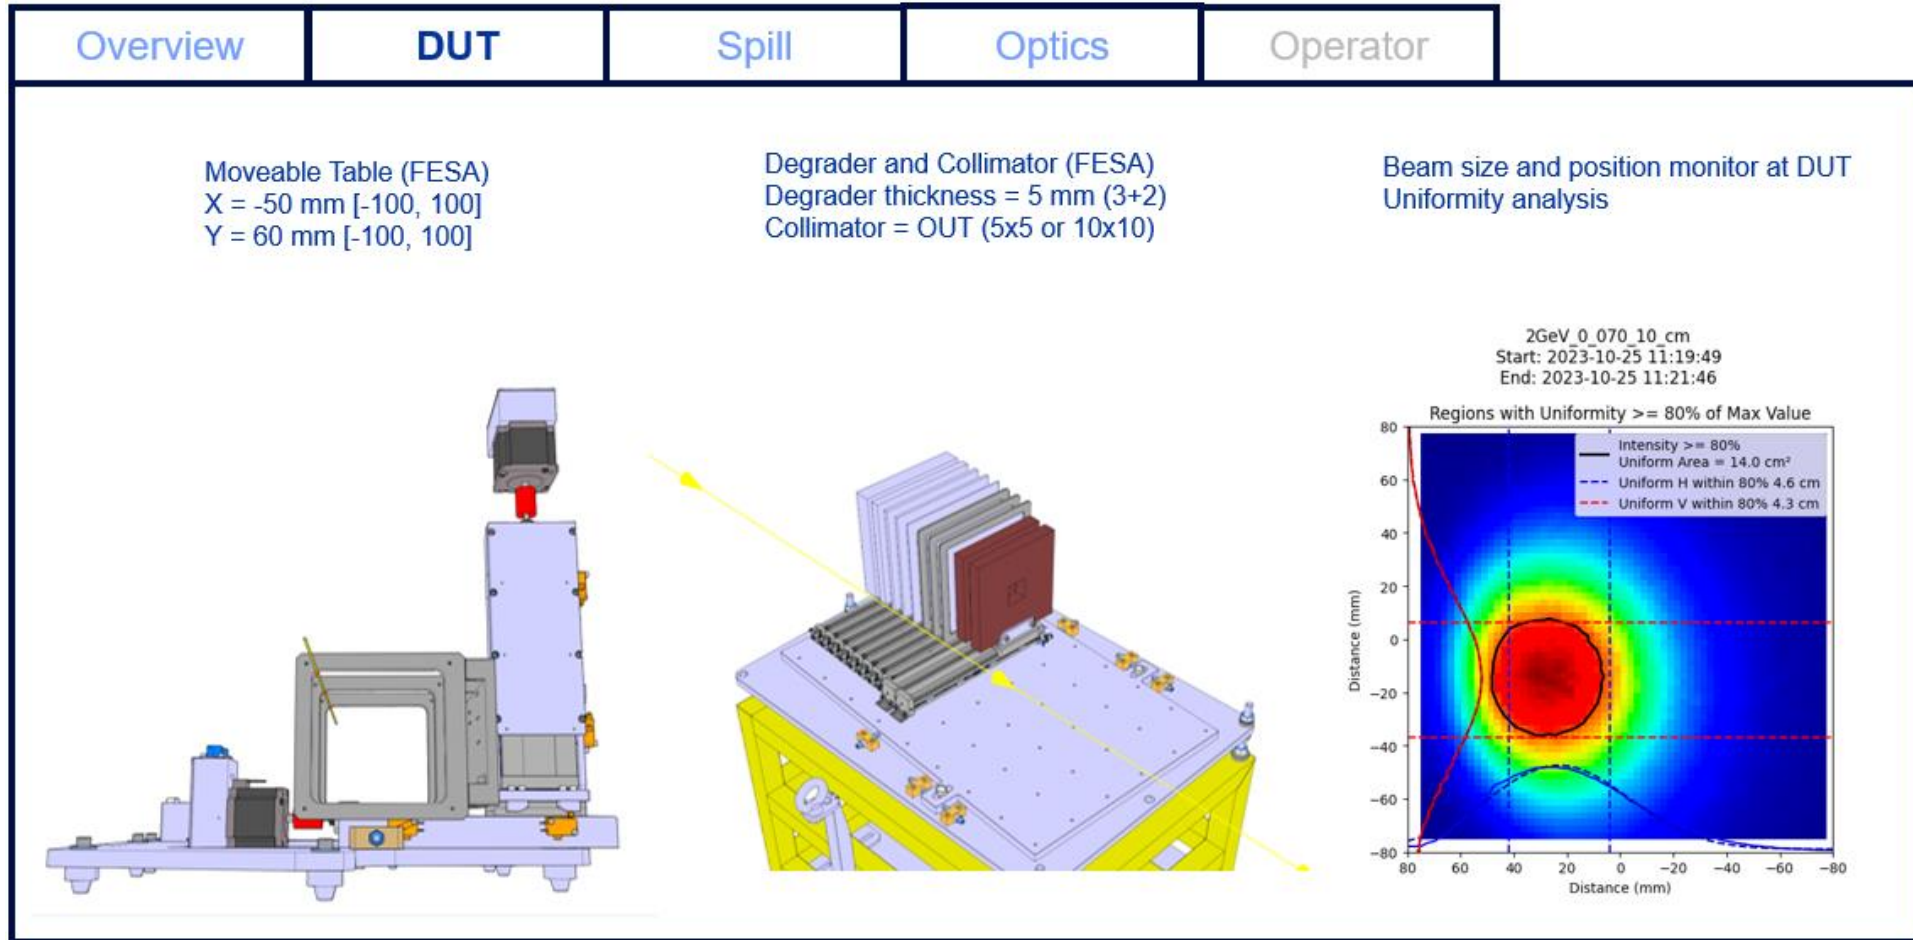 Overview
DUT
Spill
Optics
Operator
Moveable Table (FESA)
X = -50 mm [-100, 100]
Y = 60 mm [-100, 100]
Degrader and Collimator (FESA)
Degrader thickness = 5 mm (3+2)
Collimator = OUT (5x5 or 10x10)
Beam size and position monitor at DUT
Uniformity analysis
2GeV_0_070_10_cm
Start: 2023-10-25 11:19:49
End: 2023-10-25 11:21:46
Regions with Uniformity >= 80% of Max Value
Intensity >= 80%
Uniform Area = 14.0 cm²
Uniform H within 80% 4.6 cm
Uniform V within 80% 4.3 cm
Distance (mm)
80
60
40
20
0
−20
−40
−60
−80
80
60
40
20
0
−20
−40
−60
−80
Distance (mm)